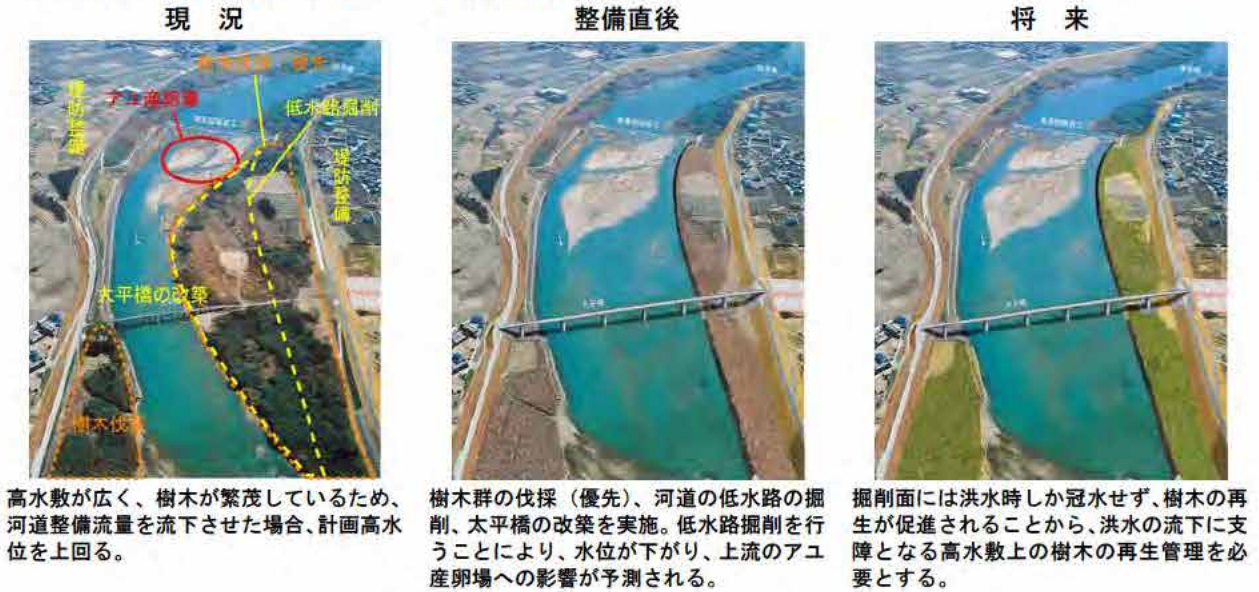 現 況
整備直後
将 来
堤防整備
アユ産卵場
低水路掘削
堤防整備
太平橋の改築
樹木伐採
高水敷が広く、樹木が繁茂しているため、
河道整備流量を流下させた場合、計画高水
位を上回る。
樹木群の伐採（優先）、河道の低水路の掘
削、太平橋の改築を実施。低水路掘削を行
うことにより、水位が下がり、上流のアユ
産卵場への影響が予測される。
掘削面には洪水時しか冠水せず、樹木の再
生が促進されることから、洪水の流下に支
障となる高水敷上の樹木の再生管理を必
要とする。